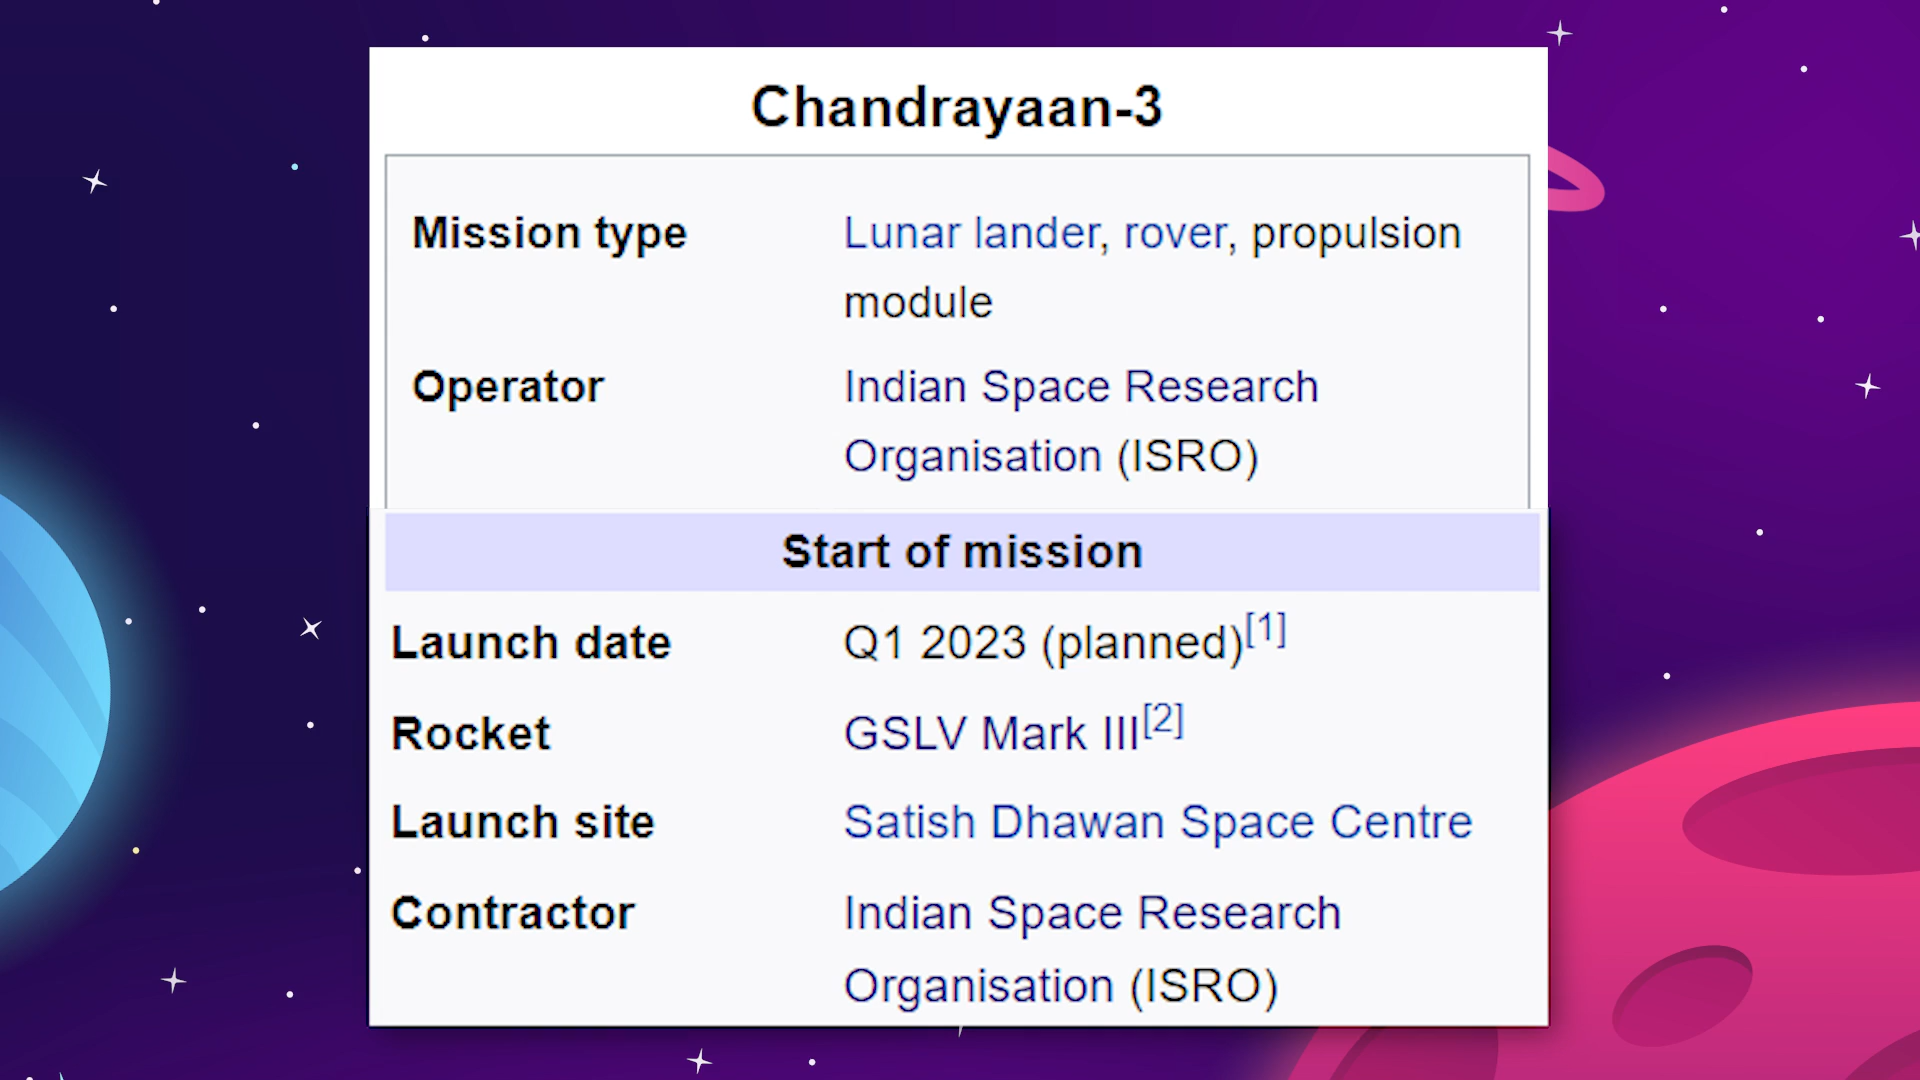 Chandrayaan-3
Mission type Lunar lander, rover, propulsion
module
Operator Indian Space Research
Organisation (ISRO)
Start of mission
Launch date Q1 2023 (planned)[1]
Rocket GSLV Mark III[2]
Launch site Satish Dhawan Space Centre
Contractor Indian Space Research
Organisation (ISRO)